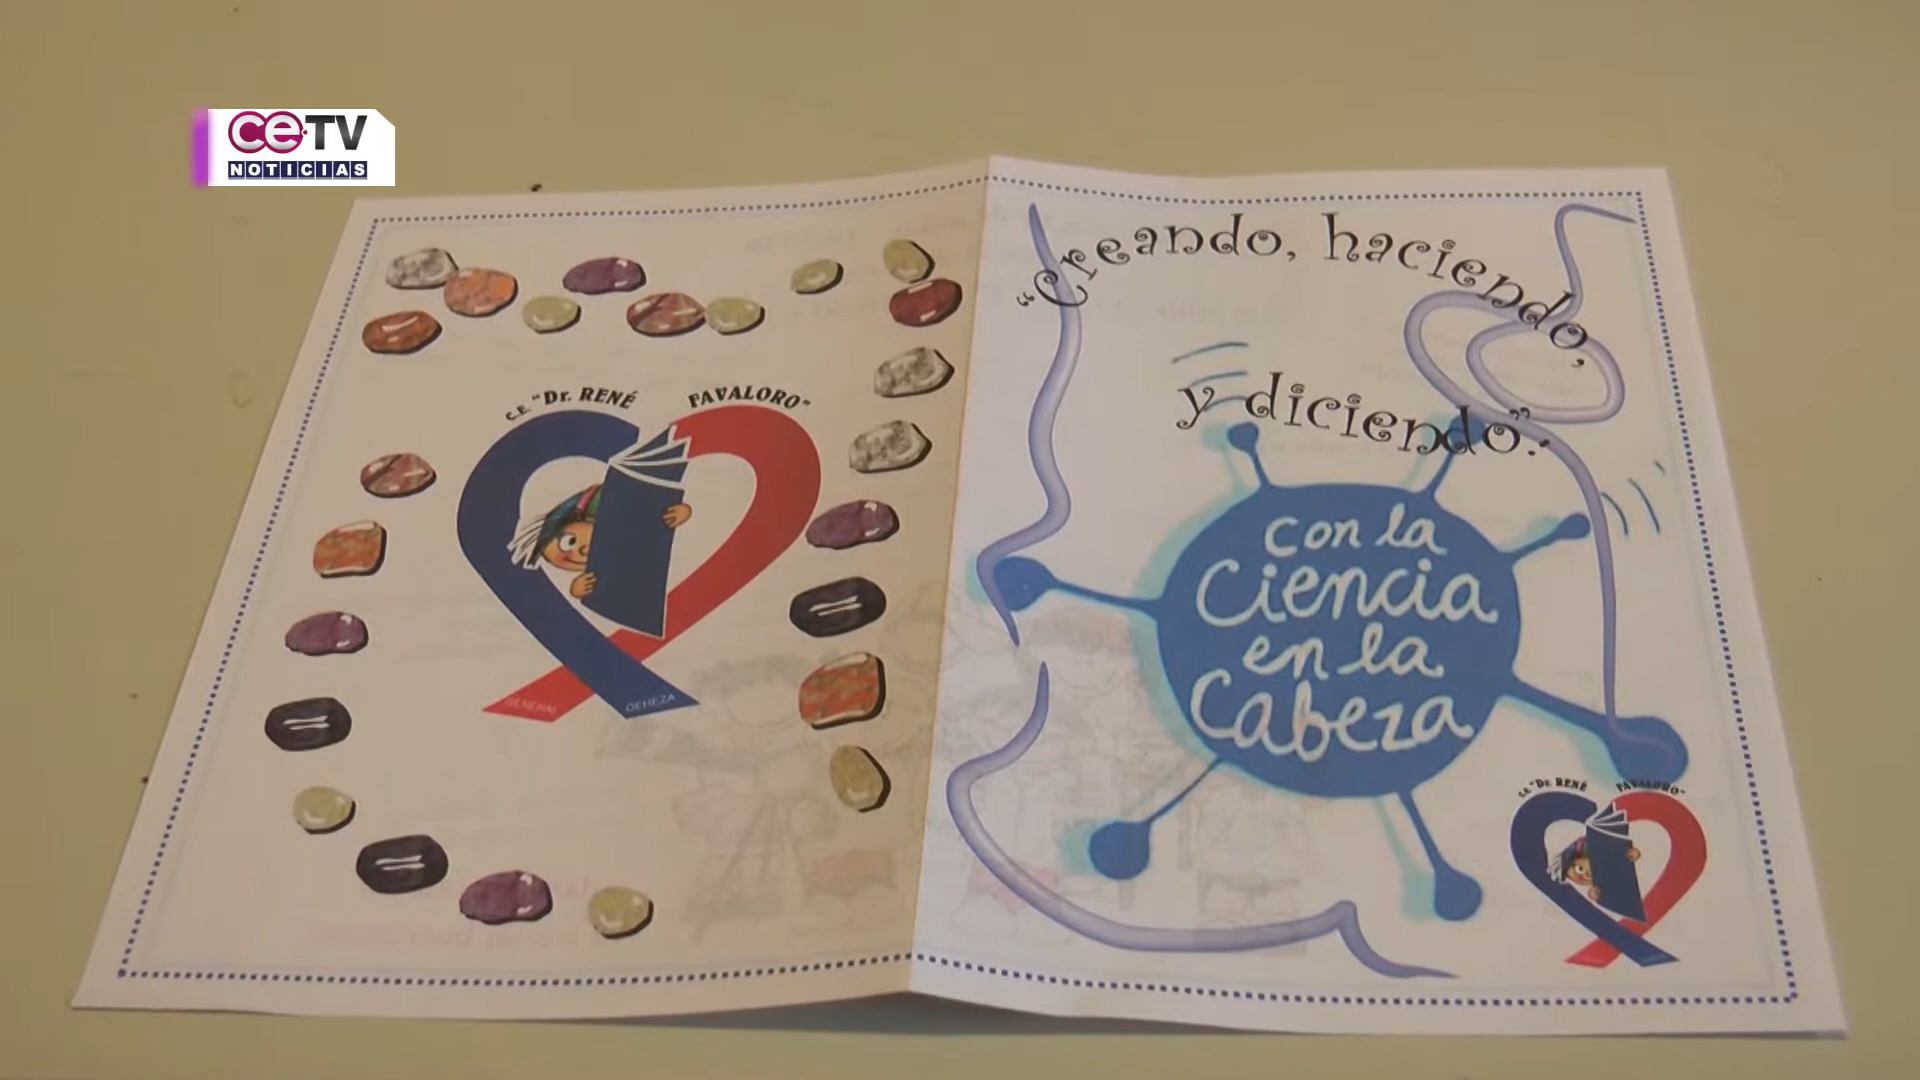 ce·TV
NOTICIAS
C.E. "Dr. RENÉ FAVALORO"
GENERAL DEHEZA
"Creando, haciendo,
y diciendo".
Con la
Ciencia
en la
Cabeza
C.E. "Dr. RENÉ FAVALORO"